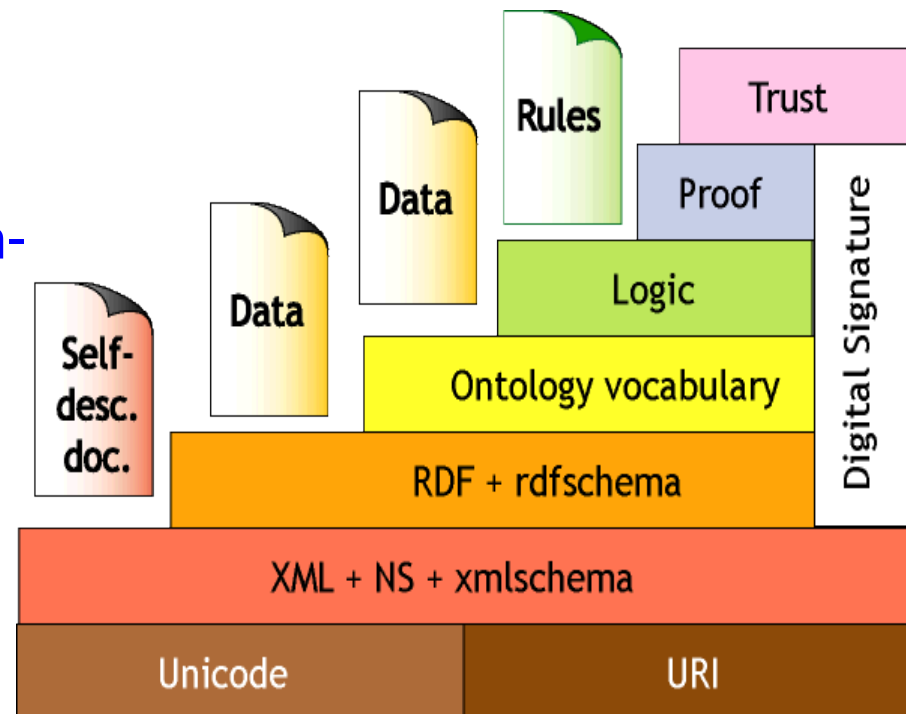 Rules
Trust
Data
Proof
Data
Logic
Self-
desc.
doc.
Ontology vocabulary
Digital Signature
RDF + rdfschema
XML + NS + xmlschema
Unicode
URI